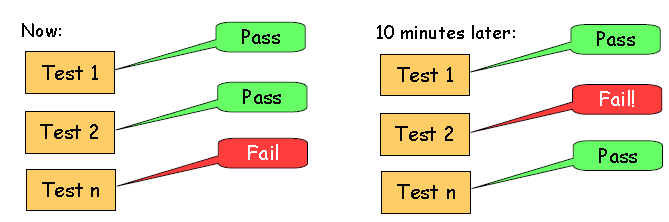 Now:
Pass
Test 1
Pass
Test 2
Fail
Test n
10 minutes later:
Pass
Test 1
Fail!
Test 2
Pass
Test n